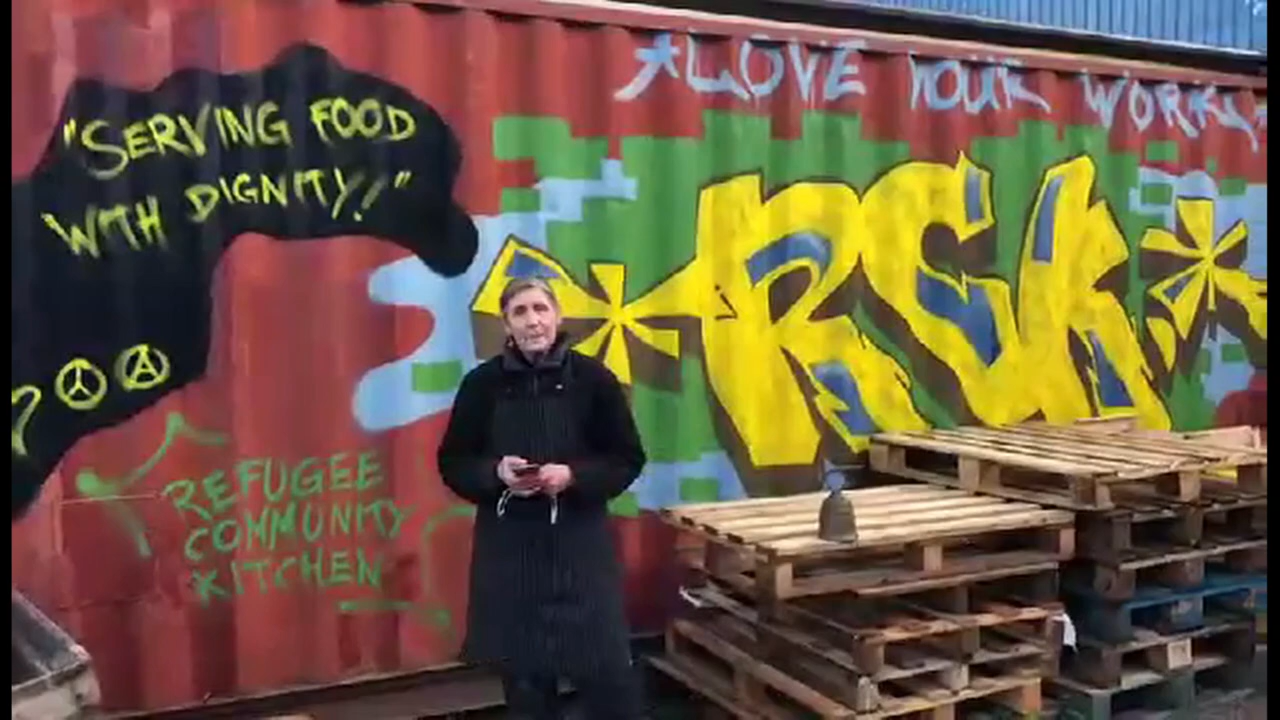 "SERVING FOOD
WITH DIGNITY!"
REFUGEE
COMMUNITY
KITCHEN
LOVE YOUR WORK
RCK